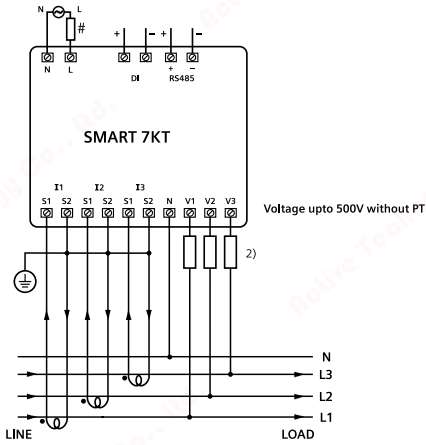 N L
#
+ − + −
+ −
N L DI RS485
SMART 7KT
I1 I2 I3
S1 S2 S1 S2 S1 S2 N V1 V2 V3
Voltage upto 500V without PT
2)
N
L3
L2
L1
LINE LOAD